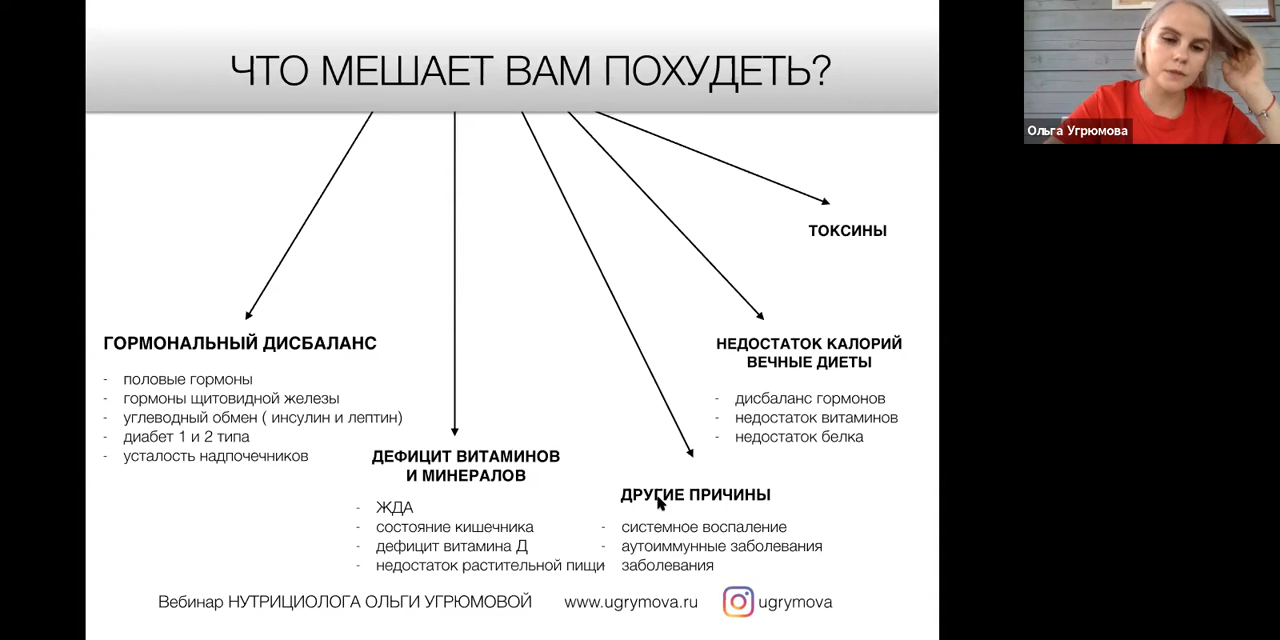 ЧТО МЕШАЕТ ВАМ ПОХУДЕТЬ?
Ольга Угрюмова
ТОКСИНЫ
ГОРМОНАЛЬНЫЙ ДИСБАЛАНС
- половые гормоны
- гормоны щитовидной железы
- углеводный обмен ( инсулин и лептин)
- диабет 1 и 2 типа
- усталость надпочечников
НЕДОСТАТОК КАЛОРИЙ
ВЕЧНЫЕ ДИЕТЫ
- дисбаланс гормонов
- недостаток витаминов
- недостаток белка
ДЕФИЦИТ ВИТАМИНОВ
И МИНЕРАЛОВ
- ЖДА
- состояние кишечника
- дефицит витамина Д
- недостаток растительной пищи
ДРУГИЕ ПРИЧИНЫ
- системное воспаление
- аутоиммунные заболевания
заболевания
Вебинар НУТРИЦИОЛОГА ОЛЬГИ УГРЮМОВОЙ www.ugrymova.ru ugrymova